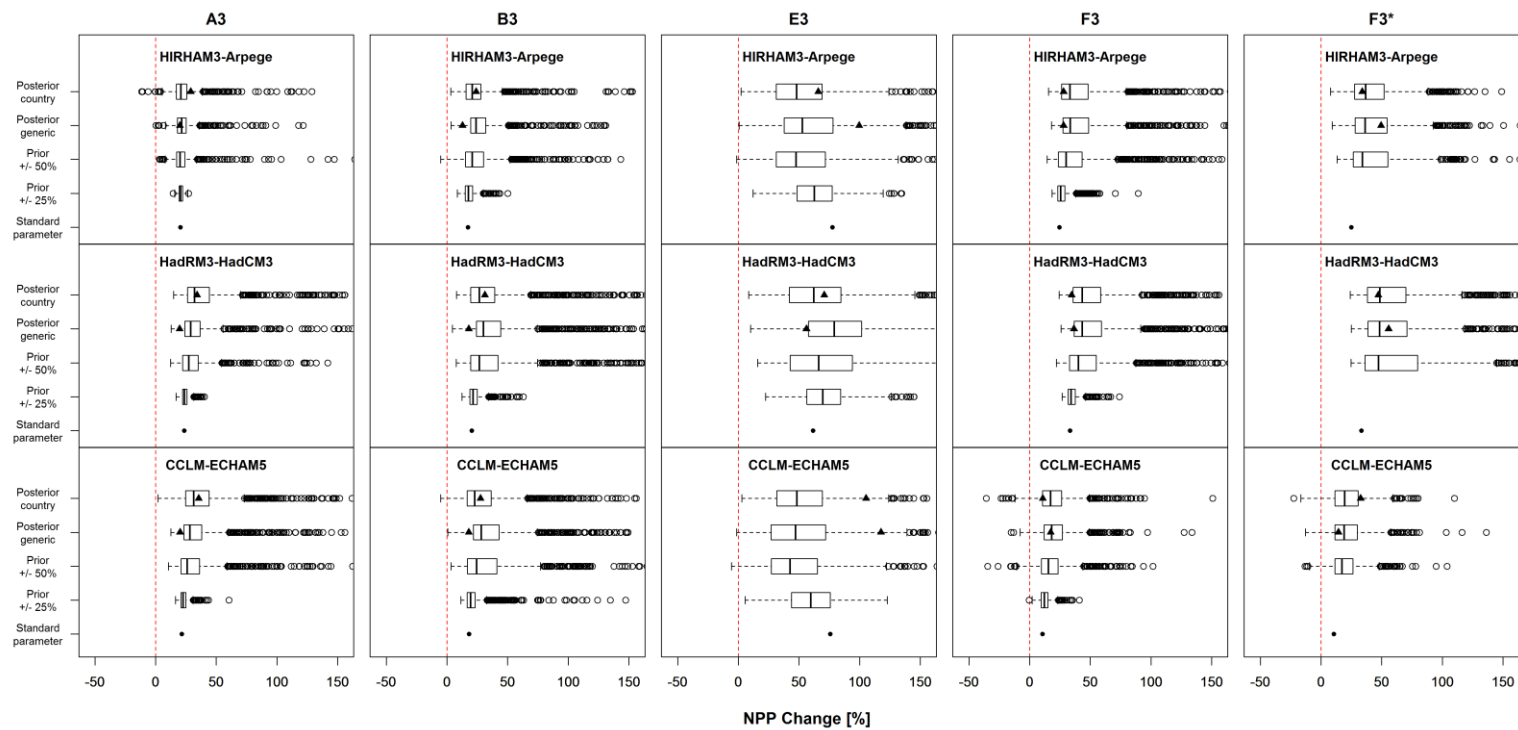 A3 B3 E3 F3 F3*
HIRHAM3-Arpege HIRHAM3-Arpege HIRHAM3-Arpege HIRHAM3-Arpege HIRHAM3-Arpege
Posterior
country
Posterior
generic
Prior
+/- 50%
Prior
+/- 25%
Standard
parameter
HadRM3-HadCM3 HadRM3-HadCM3 HadRM3-HadCM3 HadRM3-HadCM3 HadRM3-HadCM3
Posterior
country
Posterior
generic
Prior
+/- 50%
Prior
+/- 25%
Standard
parameter
CCLM-ECHAM5 CCLM-ECHAM5 CCLM-ECHAM5 CCLM-ECHAM5 CCLM-ECHAM5
Posterior
country
Posterior
generic
Prior
+/- 50%
Prior
+/- 25%
Standard
parameter
-50 0 50 100 150 -50 0 50 100 150 -50 0 50 100 150 -50 0 50 100 150 -50 0 50 100 150
NPP Change [%]